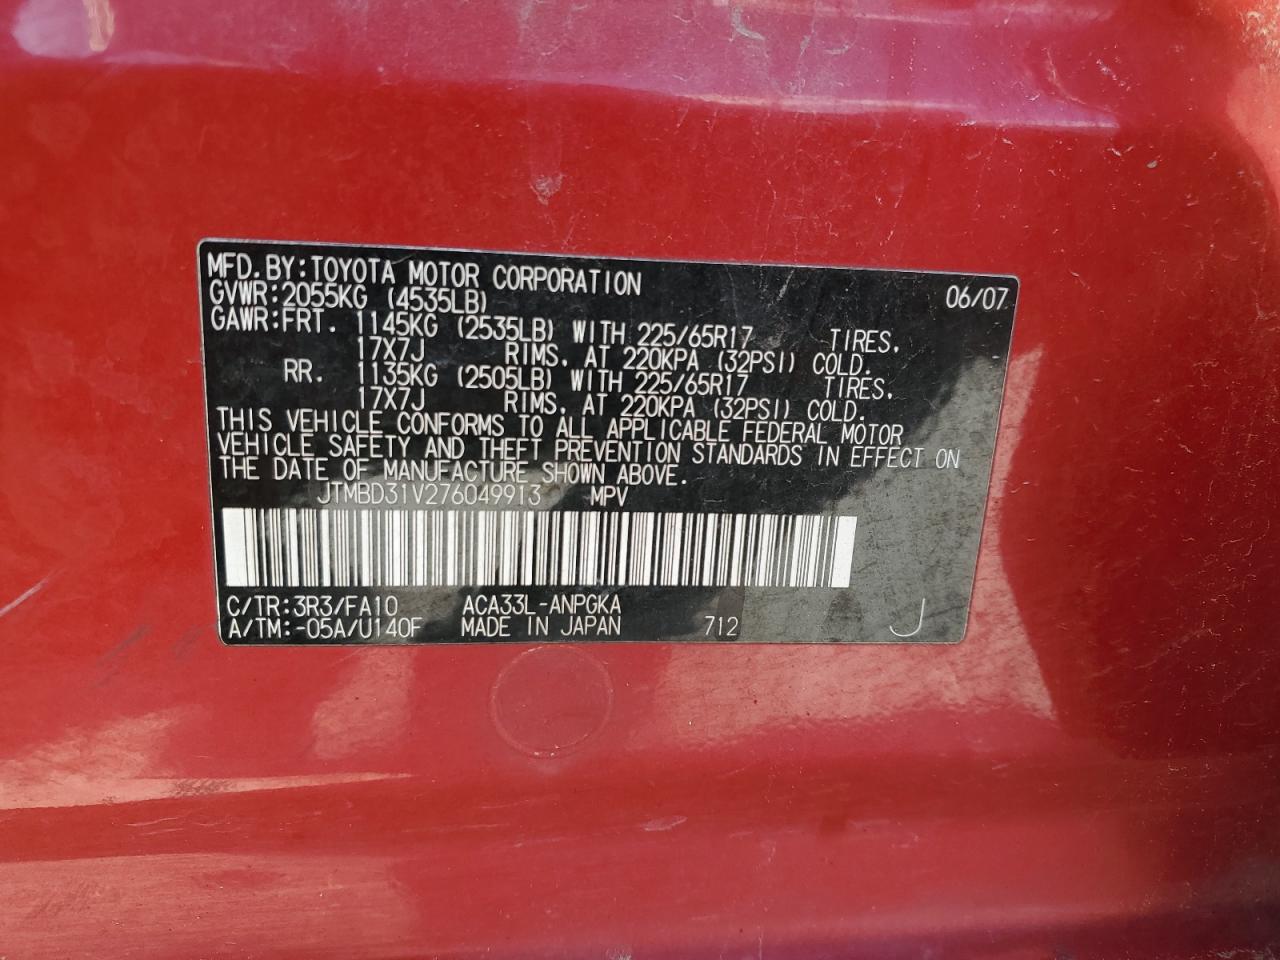 MFD.BY:TOYOTA MOTOR CORPORATION 06/07
GVWR:2055KG (4535LB)
GAWR:FRT. 1145KG (2535LB) WITH 225/65R17 TIRES,
17X7J RIMS, AT 220KPA (32PSI) COLD.
RR. 1135KG (2505LB) WITH 225/65R17 TIRES,
17X7J RIMS, AT 220KPA (32PSI) COLD.
THIS VEHICLE CONFORMS TO ALL APPLICABLE FEDERAL MOTOR
VEHICLE SAFETY AND THEFT PREVENTION STANDARDS IN EFFECT ON
THE DATE OF MANUFACTURE SHOWN ABOVE.
JTMBD31V276049913 MPV
C/TR:3R3/FA10 ACA33L-ANPGKA
A/TM:-05A/U140F MADE IN JAPAN 712 J